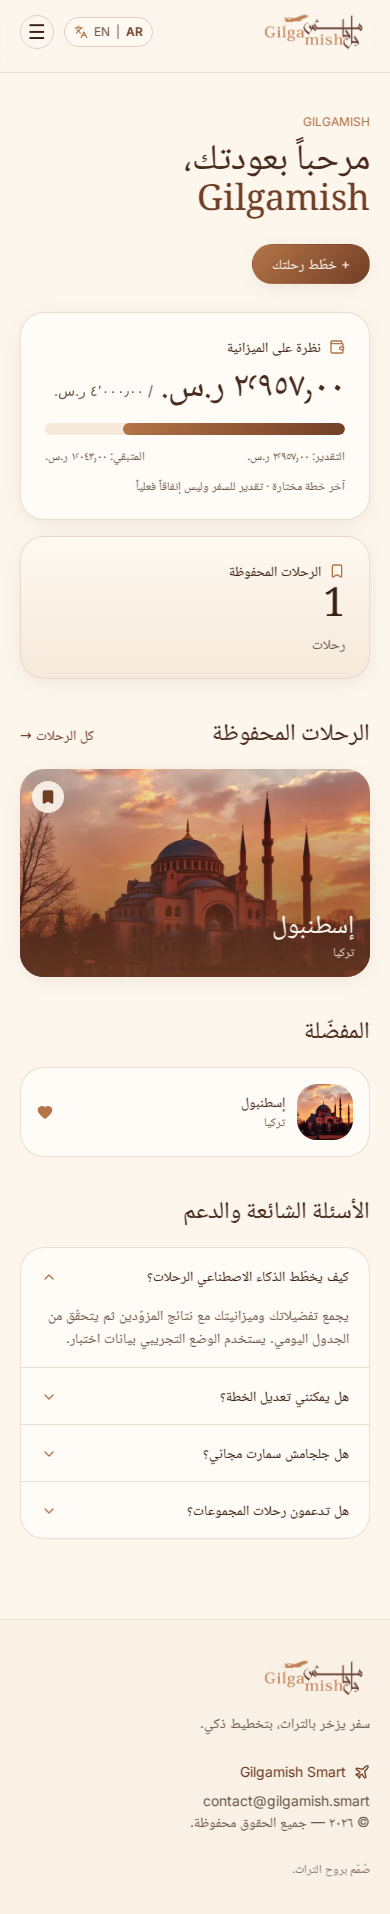 Gilgamish جلجامش
EN | AR
GILGAMISH
مرحباً بعودتك،
Gilgamish
+ خطّط رحلتك
نظرة على الميزانية
٢٬٩٥٧٫٠٠ ر.س. / ٤٬٠٠٠٫٠٠ ر.س.
التقدير: ٢٬٩٥٧٫٠٠ ر.س.
المتبقي: ١٬٠٤٣٫٠٠ ر.س.
آخر خطة مختارة · تقدير للسفر وليس إنفاقاً فعلياً
الرحلات المحفوظة
1
رحلات
الرحلات المحفوظة
كل الرحلات →
إسطنبول
تركيا
المفضّلة
إسطنبول
تركيا
الأسئلة الشائعة والدعم
كيف يخطّط الذكاء الاصطناعي الرحلات؟
يجمع تفضيلاتك وميزانيتك مع نتائج المزوّدين ثم يتحقّق من
الجدول اليومي. يستخدم الوضع التجريبي بيانات اختبار.
هل يمكنني تعديل الخطة؟
هل جلجامش سمارت مجاني؟
هل تدعمون رحلات المجموعات؟
Gilgamish جلجامش
سفر يزخر بالتراث، بتخطيط ذكي.
Gilgamish Smart
contact@gilgamish.smart
© ٢٠٢٦ — جميع الحقوق محفوظة.
صُمّم بروح التراث.